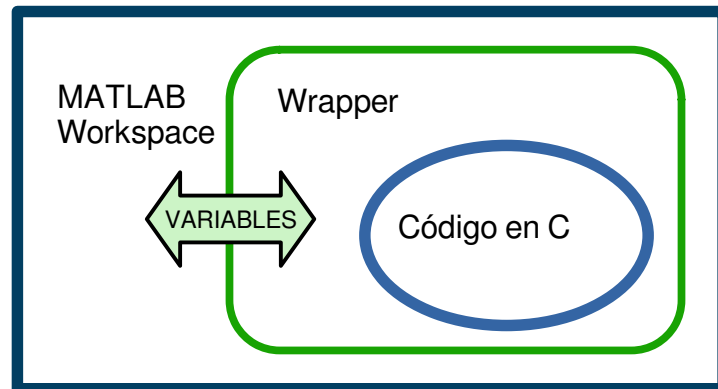 MATLAB
Workspace
Wrapper
VARIABLES
Código en C